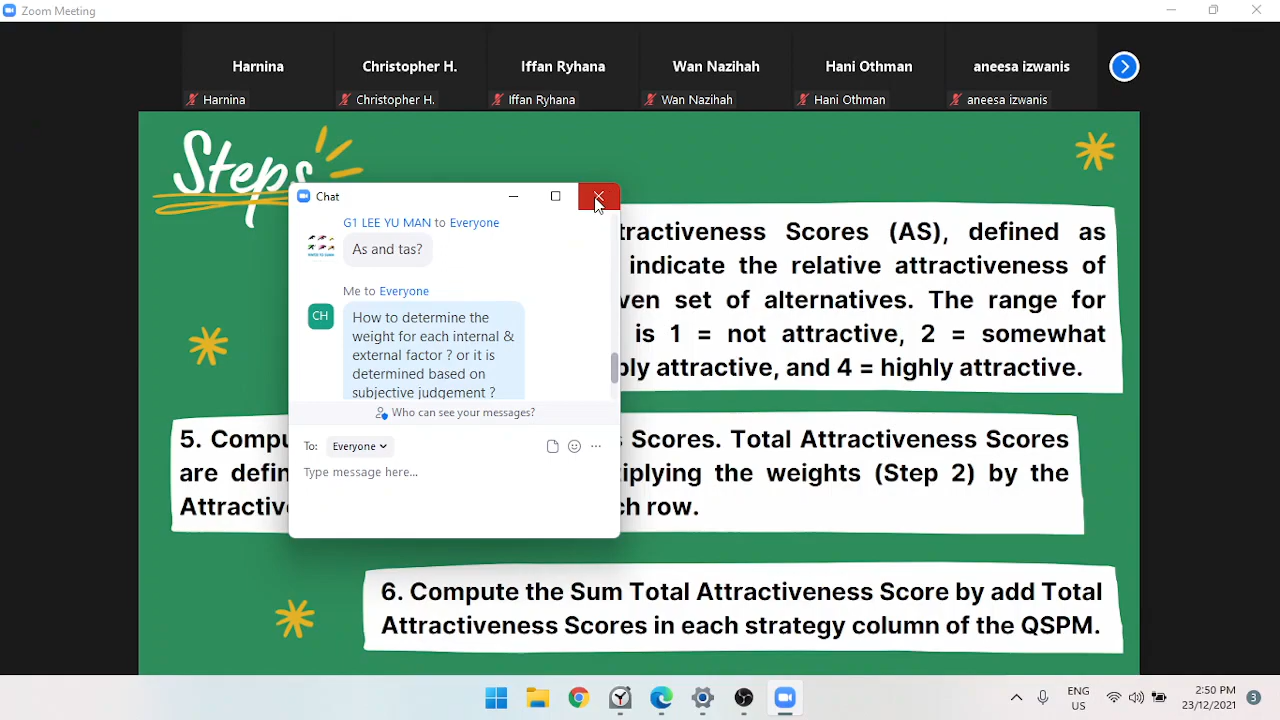 Zoom Meeting
Harnina
Christopher H.
Iffan Ryhana
Wan Nazihah
Hani Othman
aneesa izwanis
Harnina
Christopher H.
Iffan Ryhana
Wan Nazihah
Hani Othman
aneesa izwanis
Steps
Chat
G1 LEE YU MAN to Everyone
As and tas?
Me to Everyone
CH
How to determine the
weight for each internal &
external factor ? or it is
determined based on
subjective judgement ?
Who can see your messages?
To: Everyone
Type message here...
tractiveness Scores (AS), defined as
indicate the relative attractiveness of
ven set of alternatives. The range for
is 1 = not attractive, 2 = somewhat
bly attractive, and 4 = highly attractive.
5. Compu
Scores. Total Attractiveness Scores
are defin
iplying the weights (Step 2) by the
Attractiv
ch row.
6. Compute the Sum Total Attractiveness Score by add Total
Attractiveness Scores in each strategy column of the QSPM.
ENG
US
2:50 PM
23/12/2021
3